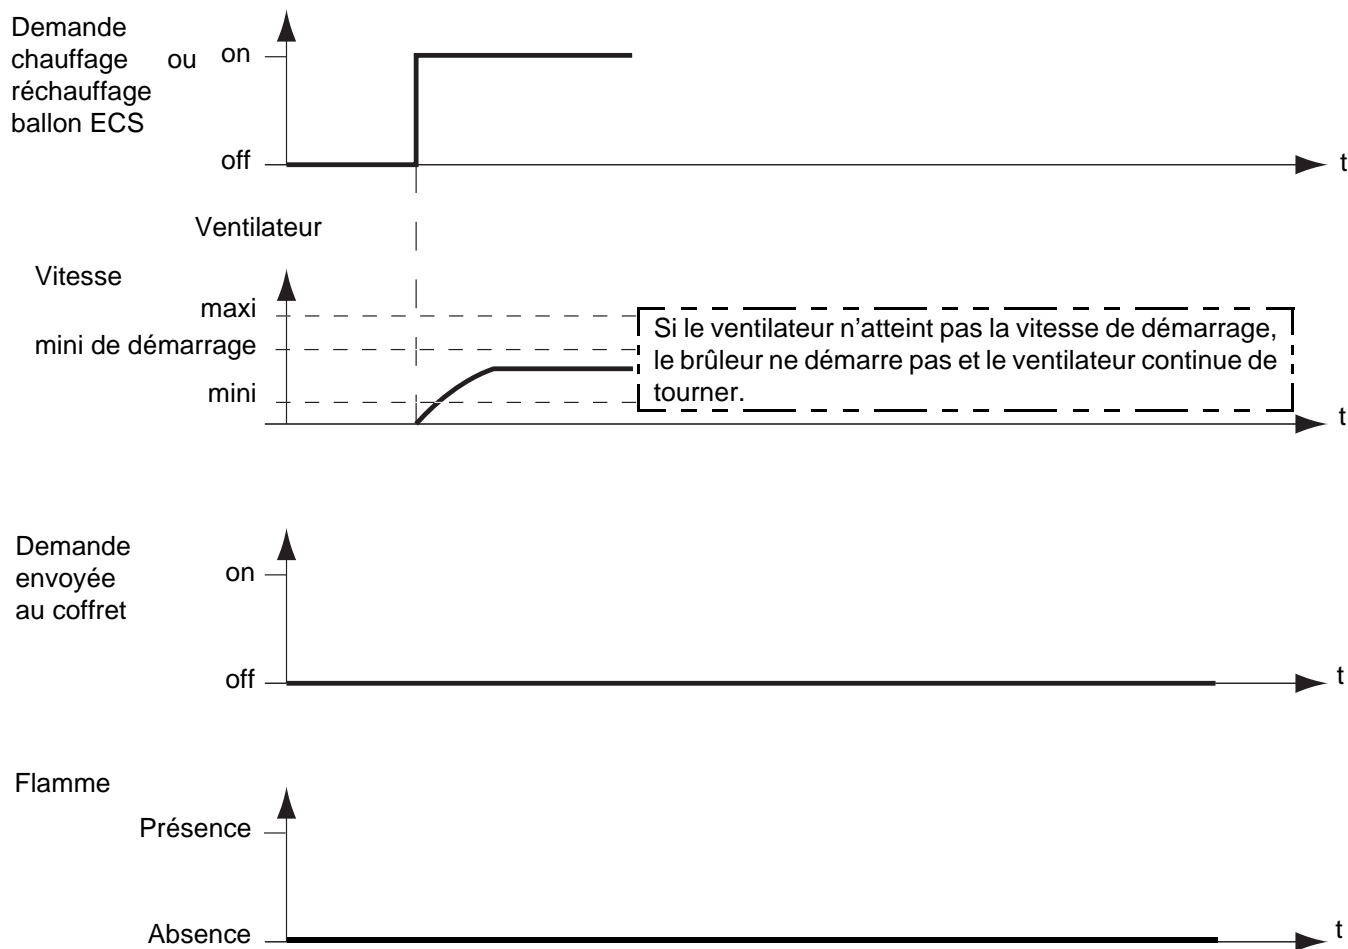 Demande
chauffage ou
réchauffage
ballon ECS
on
off
t
Ventilateur
Vitesse
maxi
mini de démarrage
mini
Si le ventilateur n’atteint pas la vitesse de démarrage,
le brûleur ne démarre pas et le ventilateur continue de
tourner.
t
Demande
envoyée
au coffret
on
off
t
Flamme
Présence
Absence
t